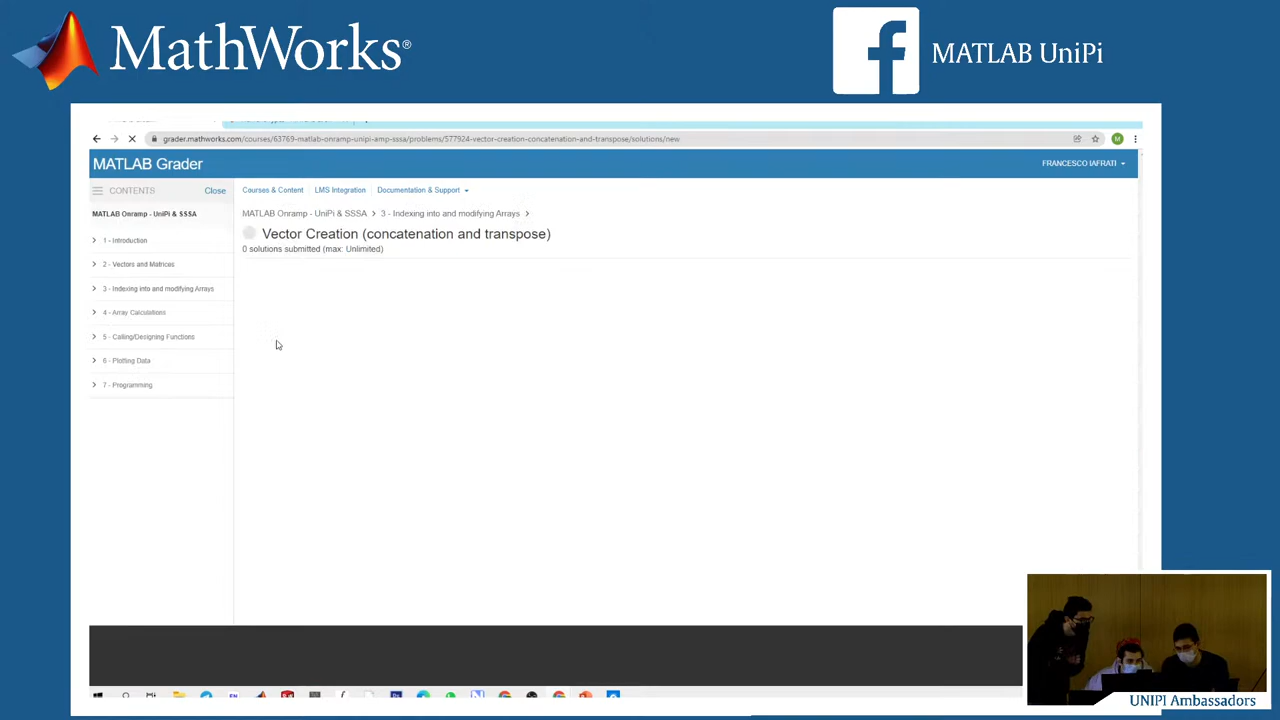 MathWorks®
MATLAB UniPi
grader.mathworks.com/courses/63769-matlab-onramp-unipi-amp-sssa/problems/577924-vector-creation-concatenation-and-transpose/solutions/new
M
MATLAB Grader
FRANCESCO IAFRATI
CONTENTS
Close
Courses & Content
LMS Integration
Documentation & Support
MATLAB Onramp - UniPi & SSSA
MATLAB Onramp - UniPi & SSSA
3 - Indexing into and modifying Arrays
Vector Creation (concatenation and transpose)
0 solutions submitted (max: Unlimited)
1 - Introduction
2 - Vectors and Matrices
3 - Indexing into and modifying Arrays
4 - Array Calculations
5 - Calling/Designing Functions
6 - Plotting Data
7 - Programming
EN
UNIPI Ambassadors